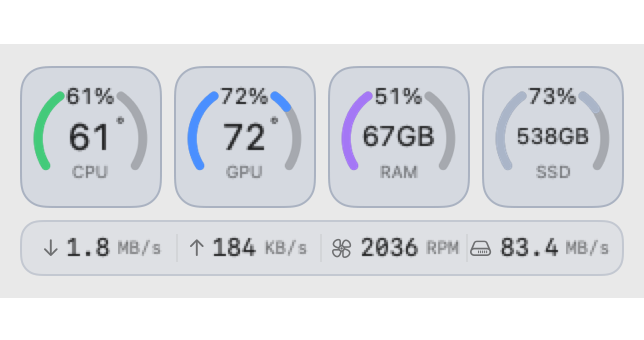 61% 72% 51% 73%
61° 72° 67GB 538GB
CPU GPU RAM SSD
↓ 1.8 MB/s ↑ 184 KB/s 2036 RPM 83.4 MB/s